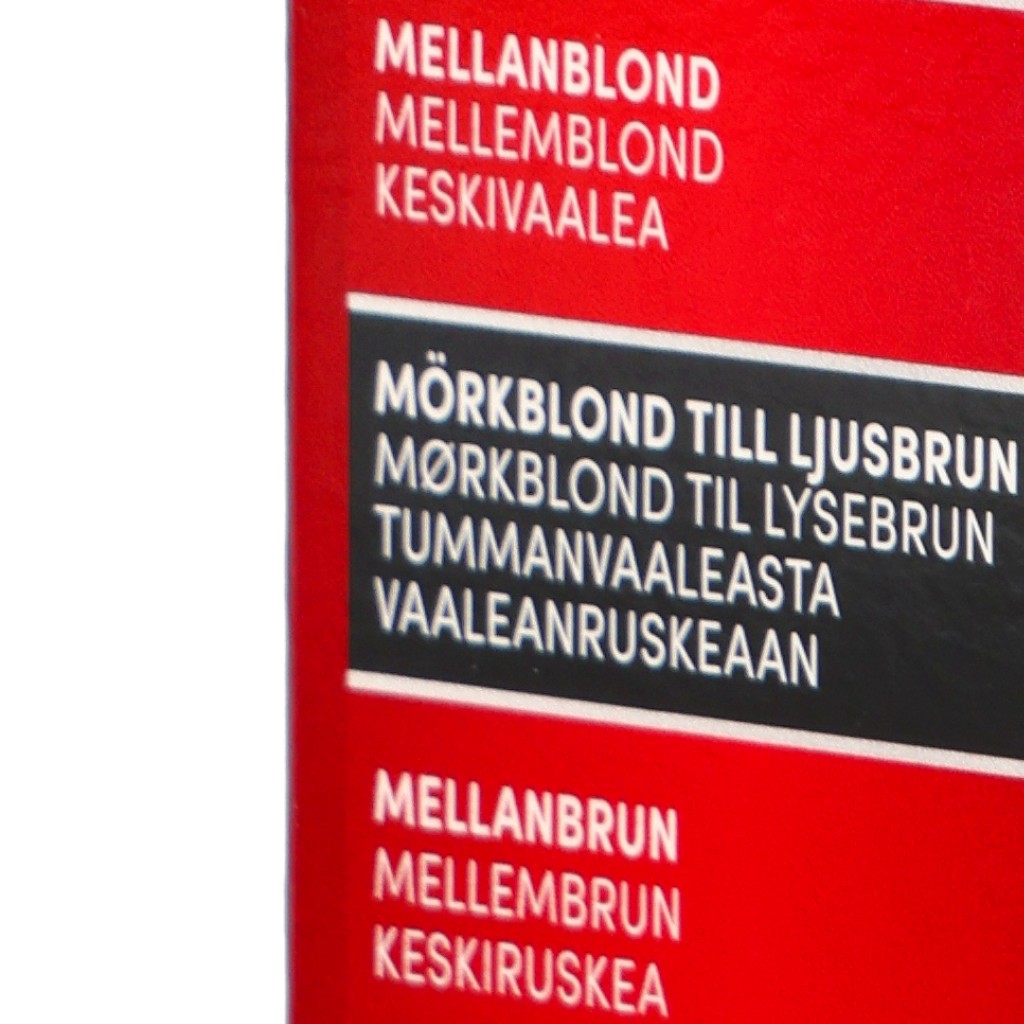 MELLANBLOND
MELLEMBLOND
KESKIVAALEA
MÖRKBLOND TILL LJUSBRUN
MØRKBLOND TIL LYSEBRUN
TUMMANVAALEASTA
VAALEANRUSKEAAN
MELLANBRUN
MELLEMBRUN
KESKIRUSKEA